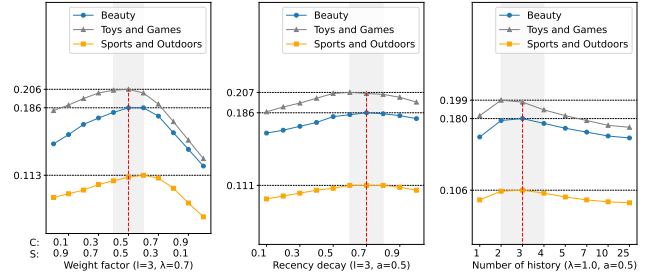 Beauty
Toys and Games
Sports and Outdoors
0.206
0.186
0.113
C: 0.1 0.3 0.5 0.7 0.9
S: 0.9 0.7 0.5 0.3 0.1
Weight factor (l=3, λ=0.7)
Beauty
Toys and Games
Sports and Outdoors
0.207
0.186
0.111
0.1 0.3 0.5 0.7 0.9
Recency decay (l=3, a=0.5)
Beauty
Toys and Games
Sports and Outdoors
0.199
0.180
0.106
1 2 3 4 5 7 10 25
Number of history (λ=1.0, a=0.5)